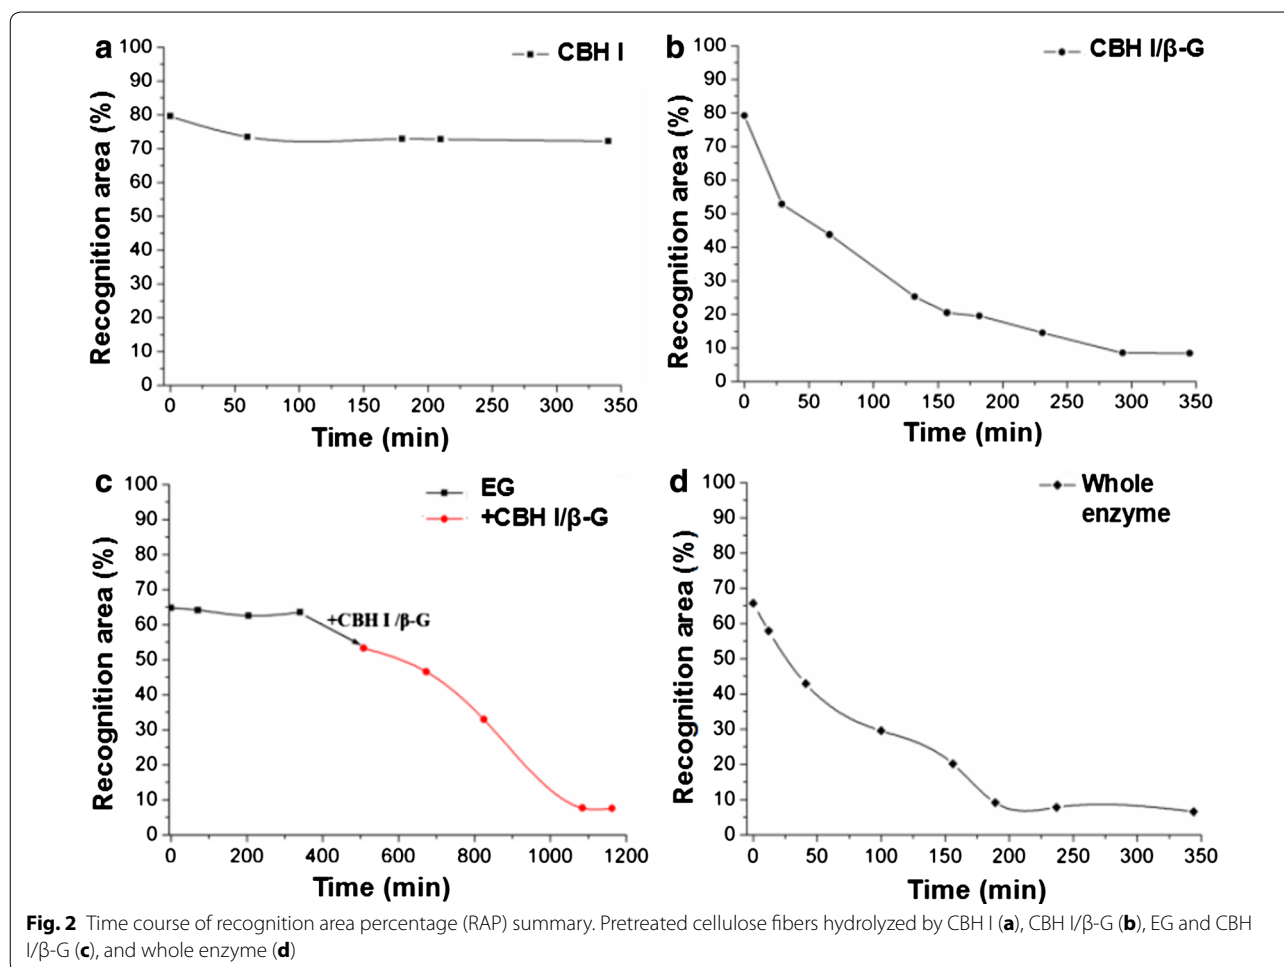 a
CBH I
100
90
80
70
60
50
40
30
20
10
0
Recognition area (%)
0 50 100 150 200 250 300 350
Time (min)
b
CBH I/β-G
100
90
80
70
60
50
40
30
20
10
0
Recognition area (%)
0 50 100 150 200 250 300 350
Time (min)
c
EG
+CBH I/β-G
100
90
80
70
60
50
40
30
20
10
0
Recognition area (%)
+CBH I /β-G
0 200 400 600 800 1000 1200
Time (min)
d
Whole
enzyme
100
90
80
70
60
50
40
30
20
10
0
Recognition area (%)
0 50 100 150 200 250 300 350
Time (min)
Fig. 2 Time course of recognition area percentage (RAP) summary. Pretreated cellulose fibers hydrolyzed by CBH I (a), CBH I/β-G (b), EG and CBH
I/β-G (c), and whole enzyme (d)